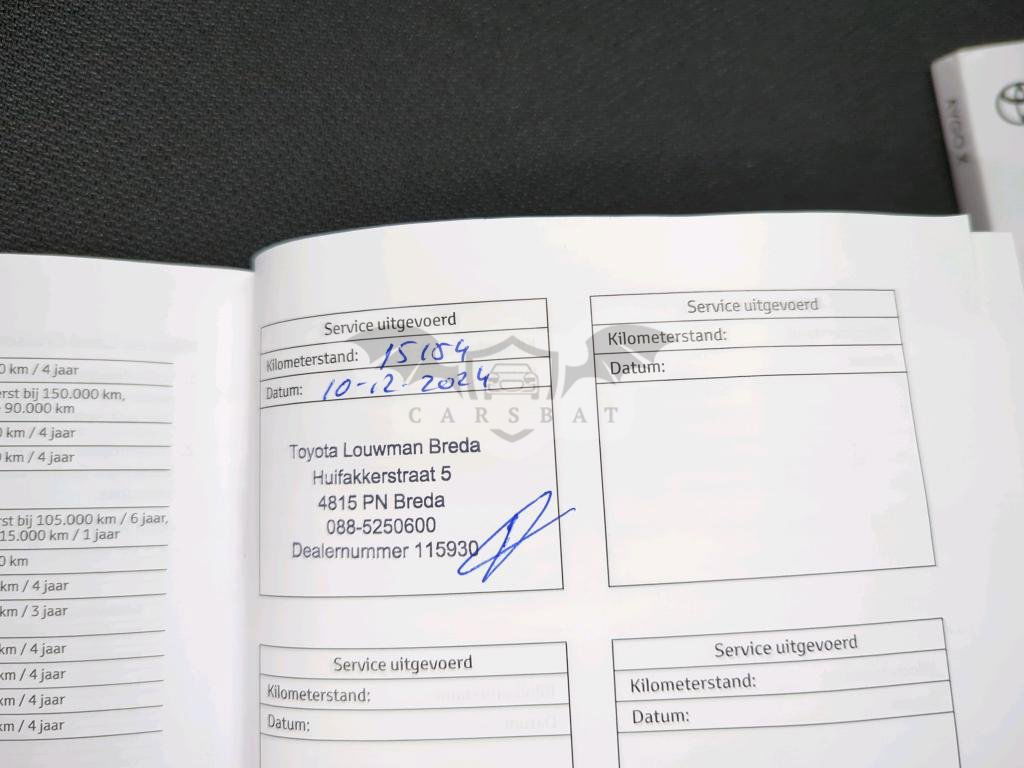 AYGO X
0 km / 4 jaar
erst bij 150.000 km,
90.000 km
0 km / 4 jaar
km / 4 jaar
rst bij 105.000 km / 6 jaar,
15.000 km / 1 jaar
0 km
km / 4 jaar
km / 3 jaar
km / 4 jaar
km / 4 jaar
km / 4 jaar
km / 4 jaar
Service uitgevoerd
Kilometerstand: 15154
Datum: 10-12-2024
CARSBAT
Toyota Louwman Breda
Huifakkerstraat 5
4815 PN Breda
088-5250600
Dealernummer 115930
Service uitgevoerd
Kilometerstand:
Datum:
Service uitgevoerd
Kilometerstand:
Datum:
Service uitgevoerd
Kilometerstand:
Datum: